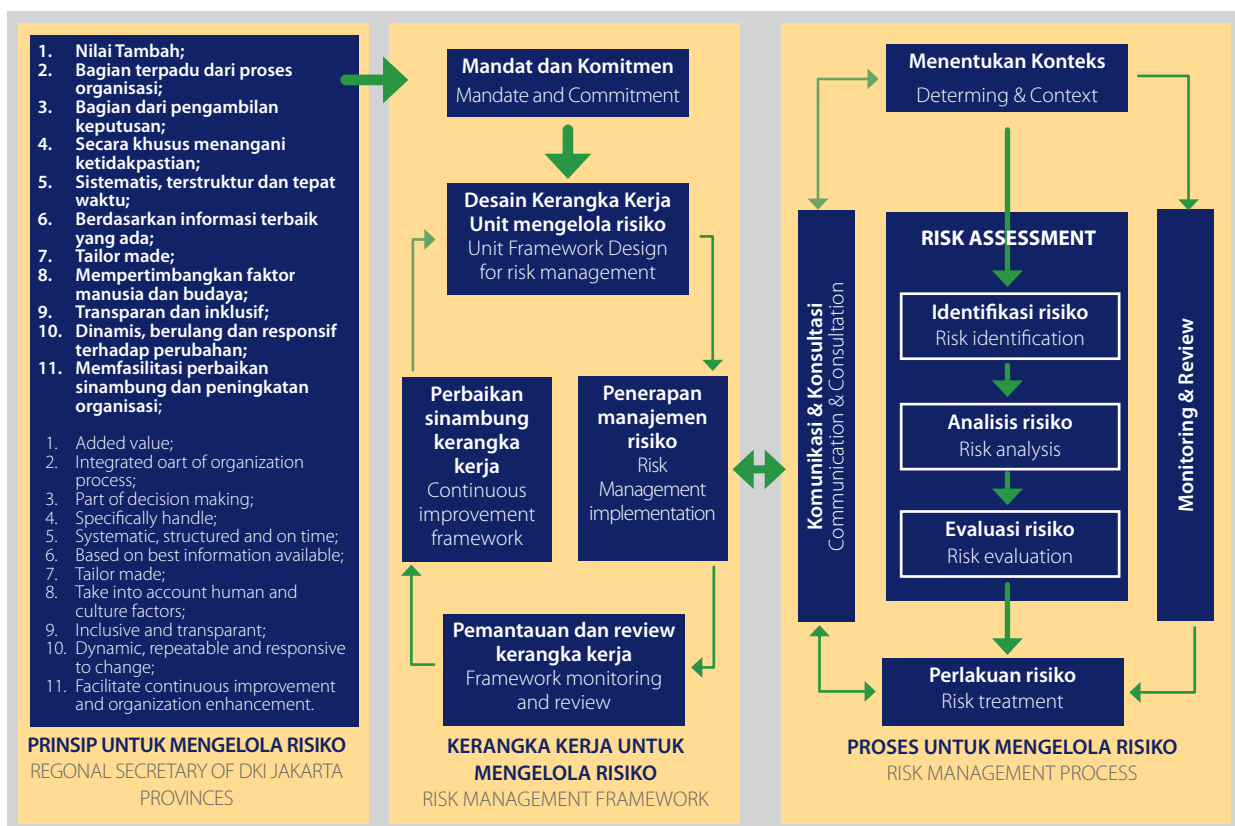 1. Nilai Tambah;
2. Bagian terpadu dari proses
organisasi;
3. Bagian dari pengambilan
keputusan;
4. Secara khusus menangani
ketidakpastian;
5. Sistematis, terstruktur dan tepat
waktu;
6. Berdasarkan informasi terbaik
yang ada;
7. Tailor made;
8. Mempertimbangkan faktor
manusia dan budaya;
9. Transparan dan inklusif;
10. Dinamis, berulang dan responsif
terhadap perubahan;
11. Memfasilitasi perbaikan
sinambung dan peningkatan
organisasi;
1. Added value;
2. Integrated oart of organization
process;
3. Part of decision making;
4. Specifically handle;
5. Systematic, structured and on time;
6. Based on best information available;
7. Tailor made;
8. Take into account human and
culture factors;
9. Inclusive and transparant;
10. Dynamic, repeatable and responsive
to change;
11. Facilitate continuous improvement
and organization enhancement.
PRINSIP UNTUK MENGELOLA RISIKO
REGONAL SECRETARY OF DKI JAKARTA
PROVINCES
Mandat dan Komitmen
Mandate and Commitment
Desain Kerangka Kerja
Unit mengelola risiko
Unit Framework Design
for risk management
Perbaikan
sinambung
kerangka
kerja
Continuous
improvement
framework
Penerapan
manajemen
risiko
Risk
Management
implementation
Pemantauan dan review
kerangka kerja
Framework monitoring
and review
KERANGKA KERJA UNTUK
MENGELOLA RISIKO
RISK MANAGEMENT FRAMEWORK
Menentukan Konteks
Determing & Context
Komunikasi & Konsultasi
Communication & Consultation
RISK ASSESSMENT
Identifikasi risiko
Risk identification
Analisis risiko
Risk analysis
Evaluasi risiko
Risk evaluation
Monitoring & Review
Perlakuan risiko
Risk treatment
PROSES UNTUK MENGELOLA RISIKO
RISK MANAGEMENT PROCESS